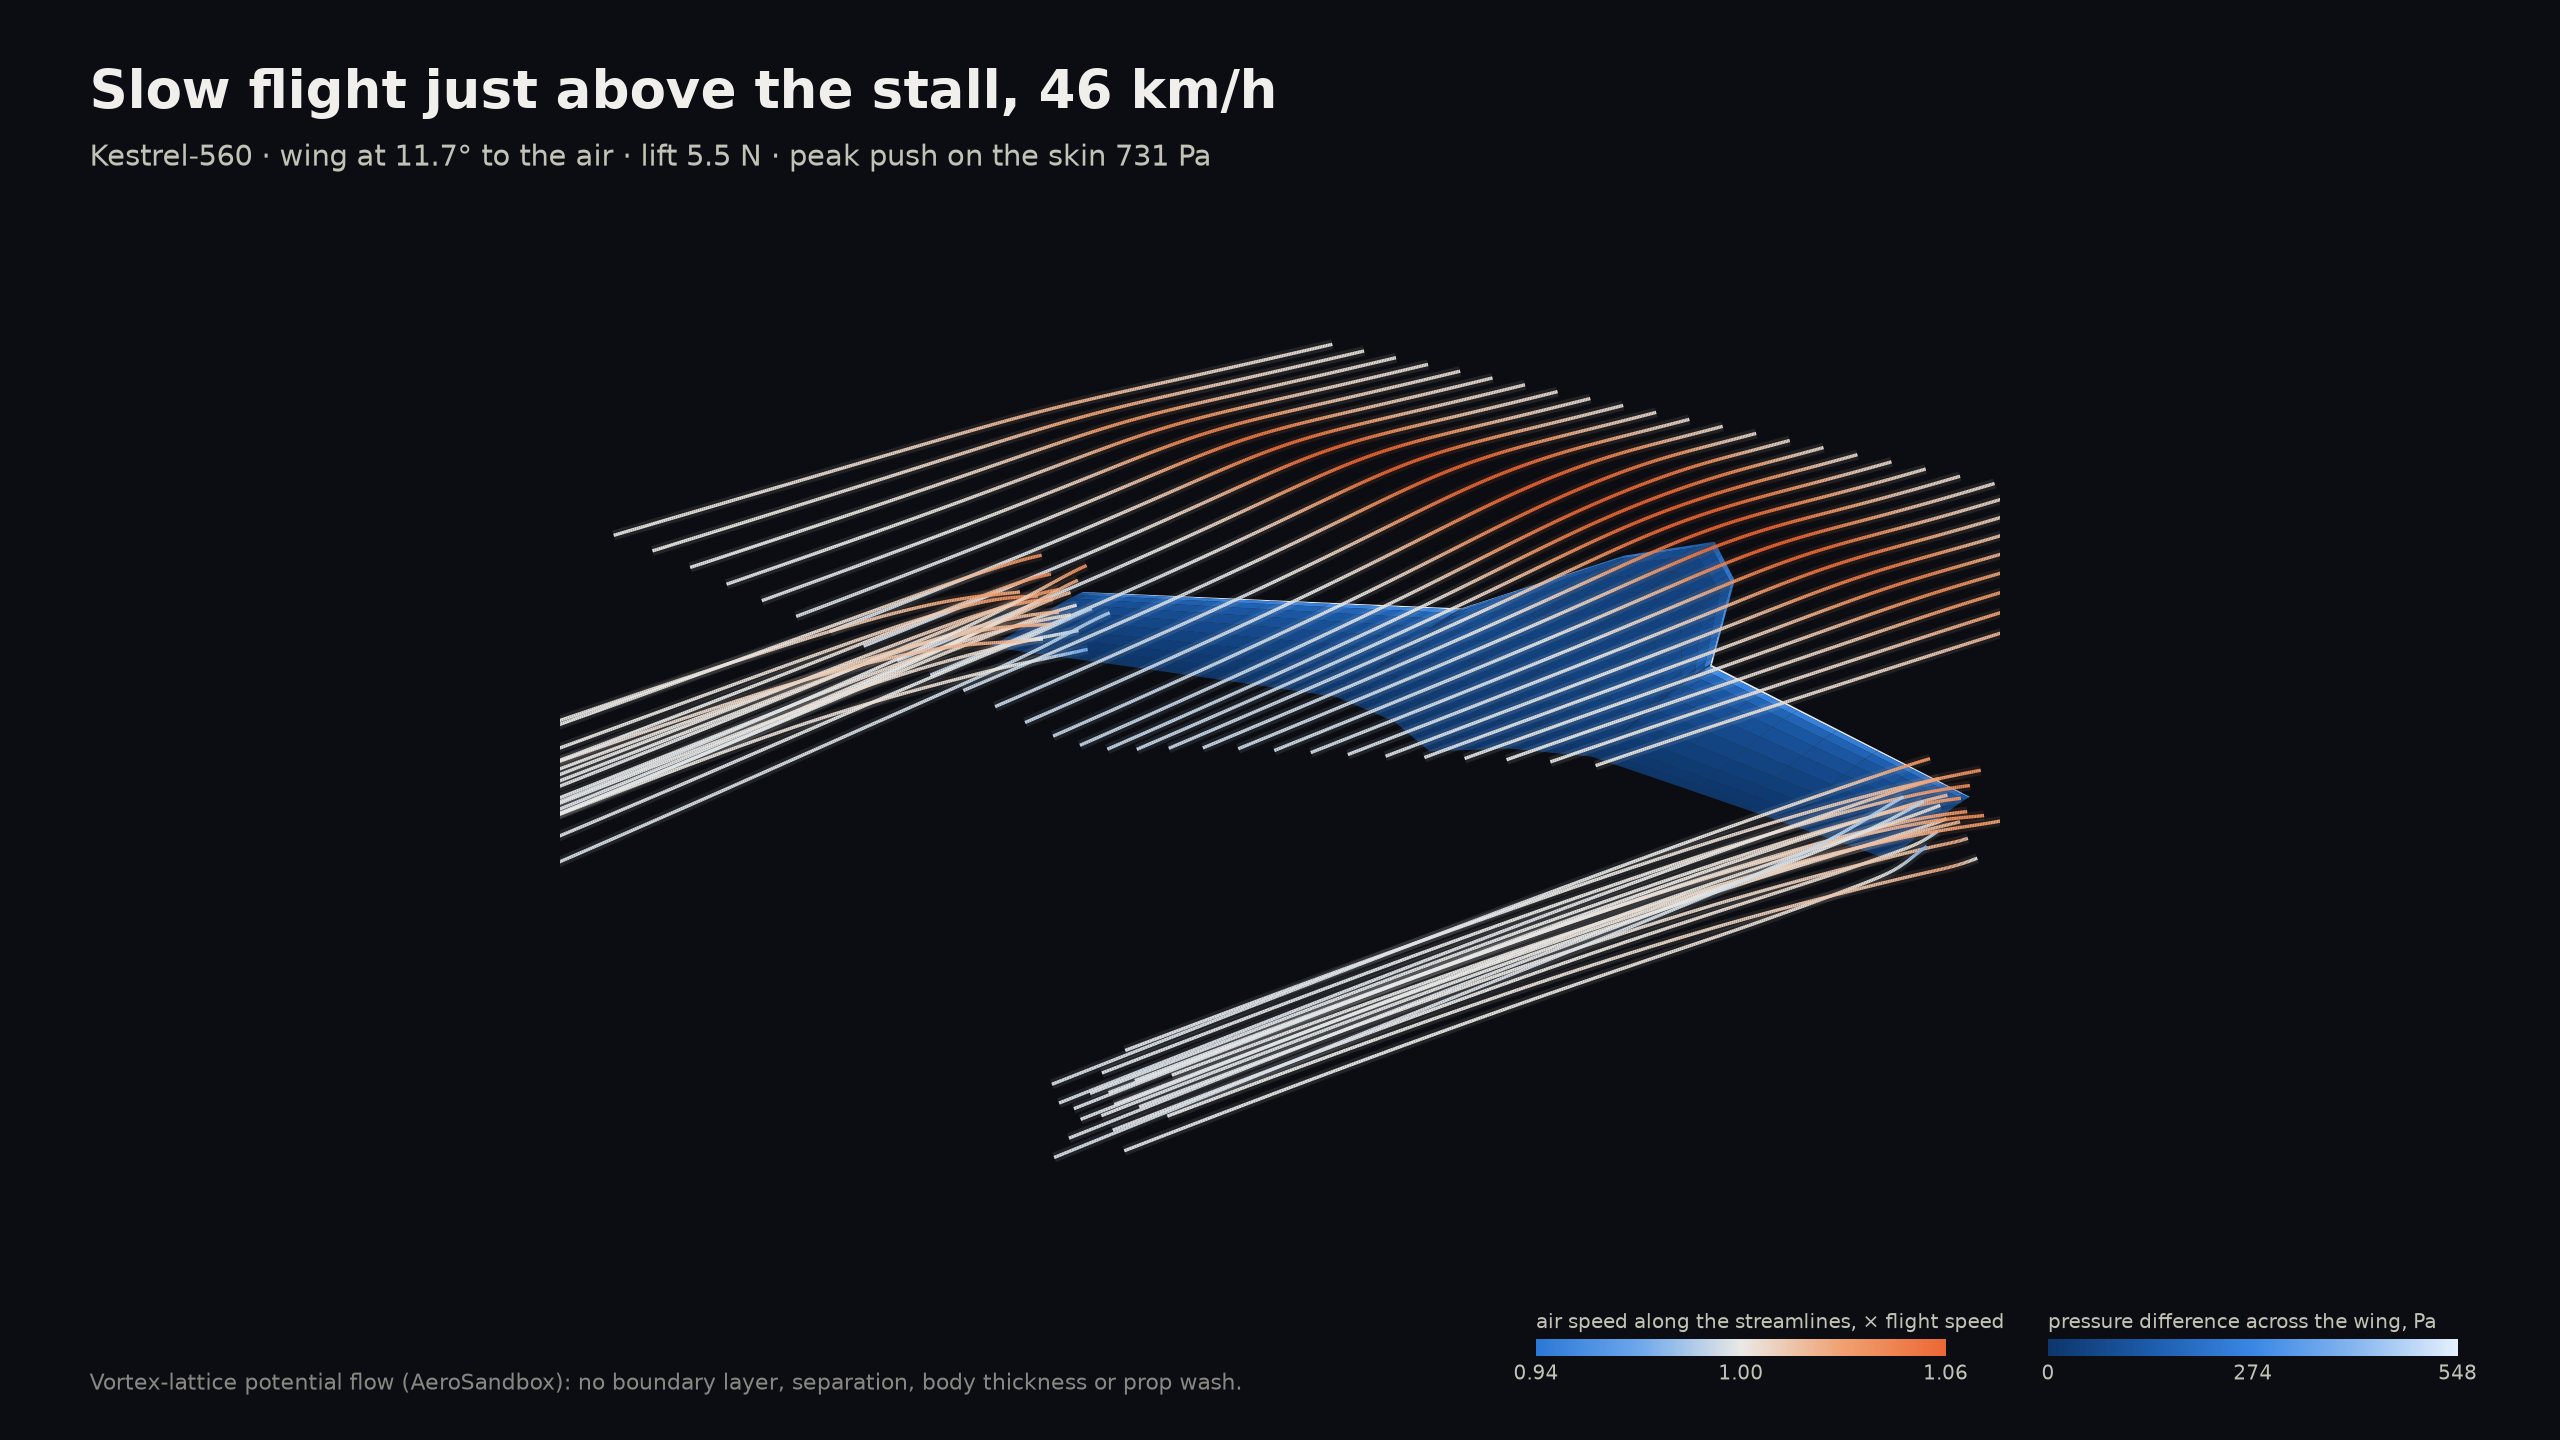 Slow flight just above the stall, 46 km/h
Kestrel-560 · wing at 11.7° to the air · lift 5.5 N · peak push on the skin 731 Pa
air speed along the streamlines, × flight speed
0.94 1.00 1.06
pressure difference across the wing, Pa
0 274 548
Vortex-lattice potential flow (AeroSandbox): no boundary layer, separation, body thickness or prop wash.